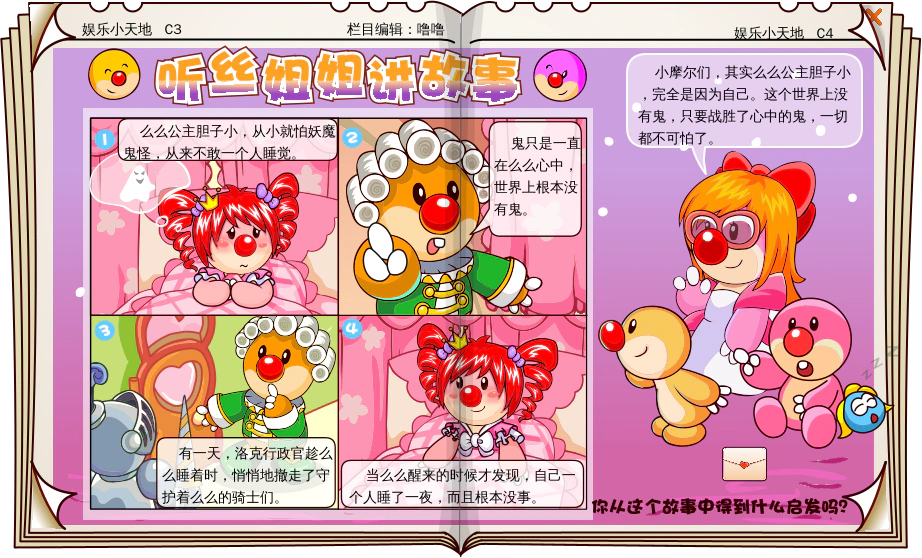 娱乐小天地 C3
栏目编辑：噜噜
娱乐小天地 C4
听丝姐姐讲故事
1
么么公主胆子小，从小就怕妖魔
鬼怪，从来不敢一个人睡觉。
2
鬼只是一直
在么么心中，
世界上根本没
有鬼。
3
有一天，洛克行政官趁么
么睡着时，悄悄地撤走了守
护着么么的骑士们。
4
当么么醒来的时候才发现，自己一
个人睡了一夜，而且根本没事。
小摩尔们，其实么么公主胆子小
，完全是因为自己。这个世界上没
有鬼，只要战胜了心中的鬼，一切
都不可怕了。
z z z
你从这个故事中得到什么启发吗？